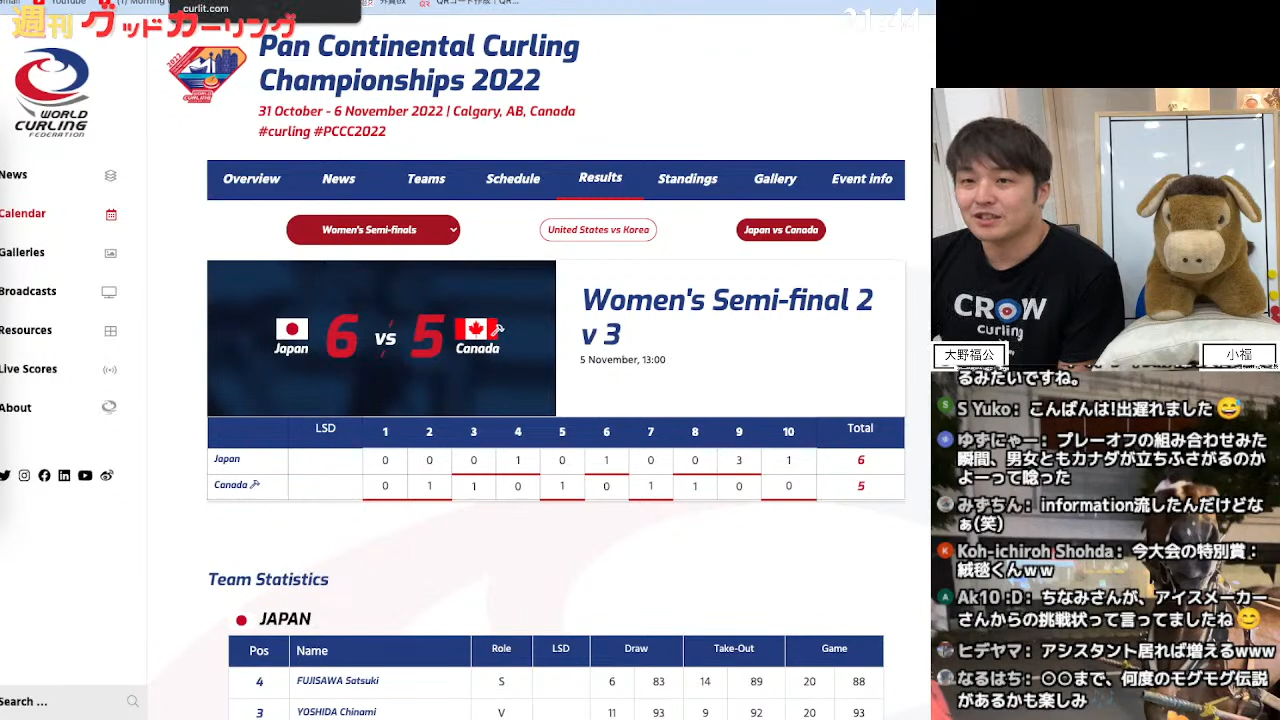 curlit.com
週刊 グッドカーリング
Pan Continental Curling
Championships 2022
31 October - 6 November 2022 | Calgary, AB, Canada
#curling #PCCC2022
WORLD
CURLING
FEDERATION
News
Calendar
Galleries
Broadcasts
Resources
Live Scores
About
Search ...
Overview News Teams Schedule Results Standings Gallery Event info
Women's Semi-finals United States vs Korea Japan vs Canada
Japan 6 vs 5 Canada
Women's Semi-final 2
v 3
5 November, 13:00
LSD 1 2 3 4 5 6 7 8 9 10 Total
Japan 0 0 0 1 0 1 0 0 3 1 6
Canada 0 1 1 0 1 0 1 1 0 0 5
Team Statistics
JAPAN
Pos Name Role LSD Draw Take-Out Game
4 FUJISAWA Satsuki S 6 83 14 89 20 88
3 YOSHIDA Chinami V 11 93 9 92 20 93
CROW
Curling
大野福公
小福
るみたいですね。
S Yuko： こんぱんは!出遅れました😅
ゆずにゃー： プレーオフの組み合わせみた
瞬間、男女ともカナダが立ちふさがるのか
よーって唸った
みずちん： information流したんだけどな
ぁ(笑)
Koh-ichiroh Shohda： 今大会の特別賞：
絨毯くんｗｗ
Ak10 :D： ちなみさんが、アイスメーカー
さんからの挑戦状って言ってましたね😊
ヒデヤマ： アシスタント居れば増えるwww
なるはち： ⊙⊙まで、何度のモグモグ伝説
があるかも楽しみ🎶